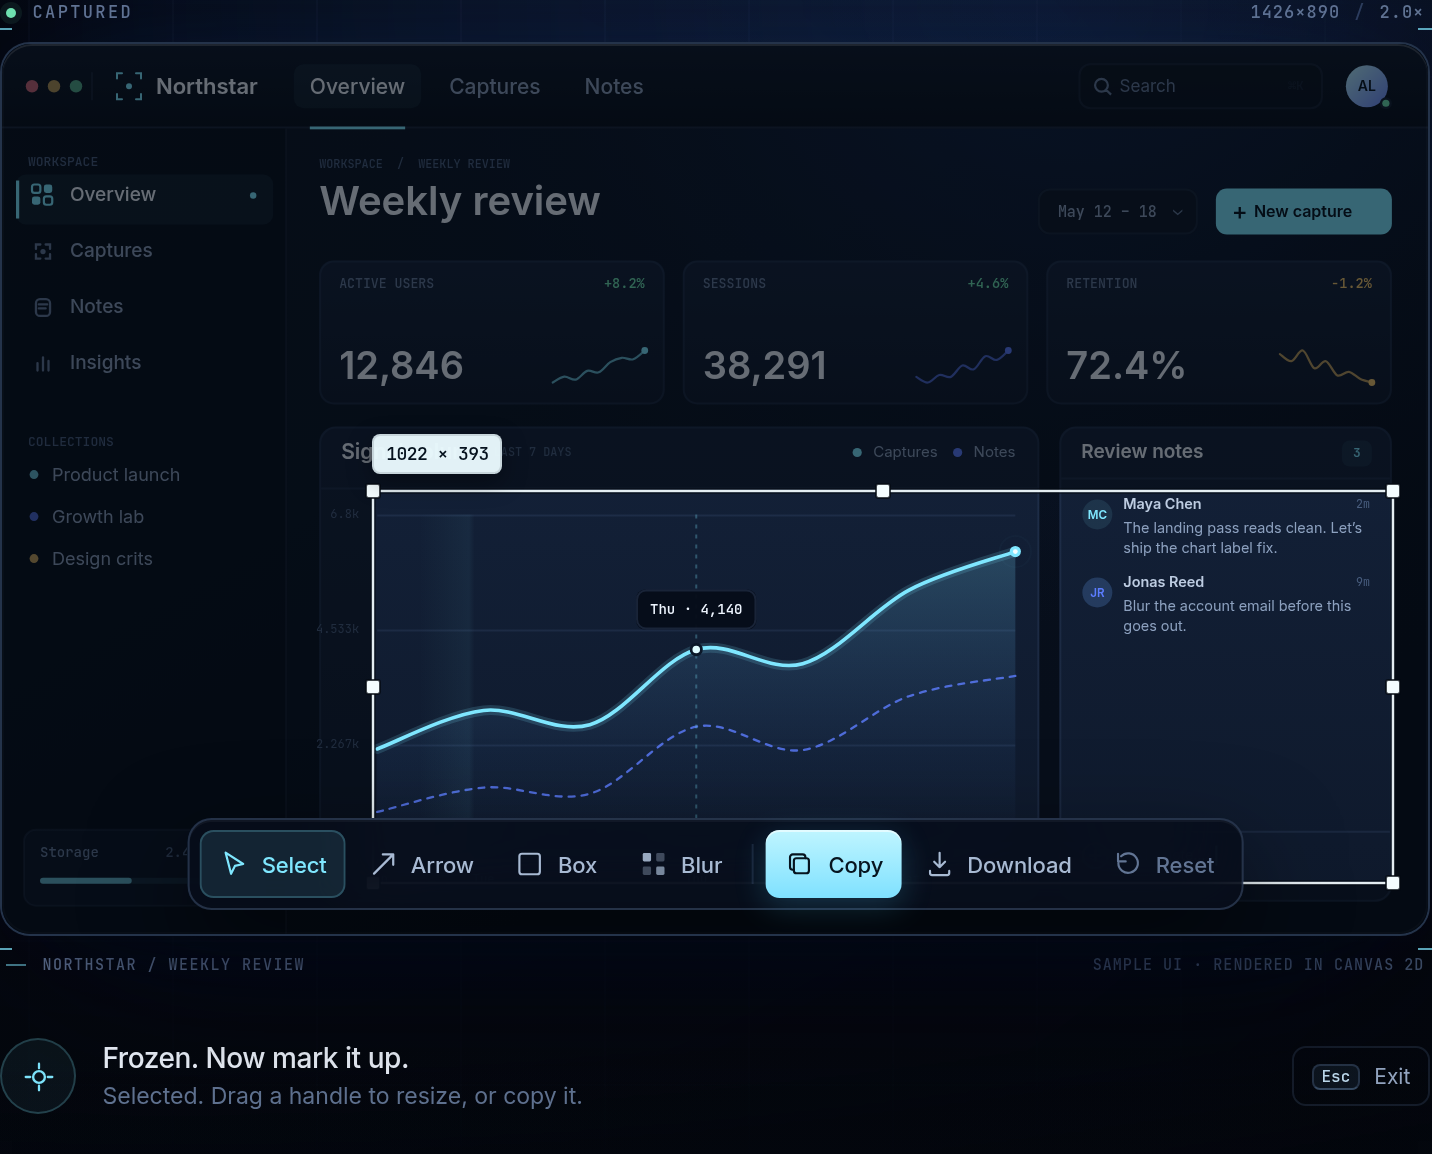 CAPTURED
1426×890 / 2.0×
Northstar
Overview
Captures
Notes
Search
AL
WORKSPACE
Overview
Captures
Notes
Insights
COLLECTIONS
Product launch
Growth lab
Design crits
Storage
2.4
WORKSPACE / WEEKLY REVIEW
Weekly review
May 12 – 18
+ New capture
ACTIVE USERS
+8.2%
12,846
SESSIONS
+4.6%
38,291
RETENTION
-1.2%
72.4%
Sig
1022 × 393
AST 7 DAYS
Captures
Notes
6.8k
4.533k
2.267k
Thu · 4,140
Review notes
3
MC
Maya Chen
2m
The landing pass reads clean. Let’s
ship the chart label fix.
JR
Jonas Reed
9m
Blur the account email before this
goes out.
Select
Arrow
Box
Blur
Copy
Download
Reset
NORTHSTAR / WEEKLY REVIEW
SAMPLE UI · RENDERED IN CANVAS 2D
Frozen. Now mark it up.
Selected. Drag a handle to resize, or copy it.
Esc
Exit